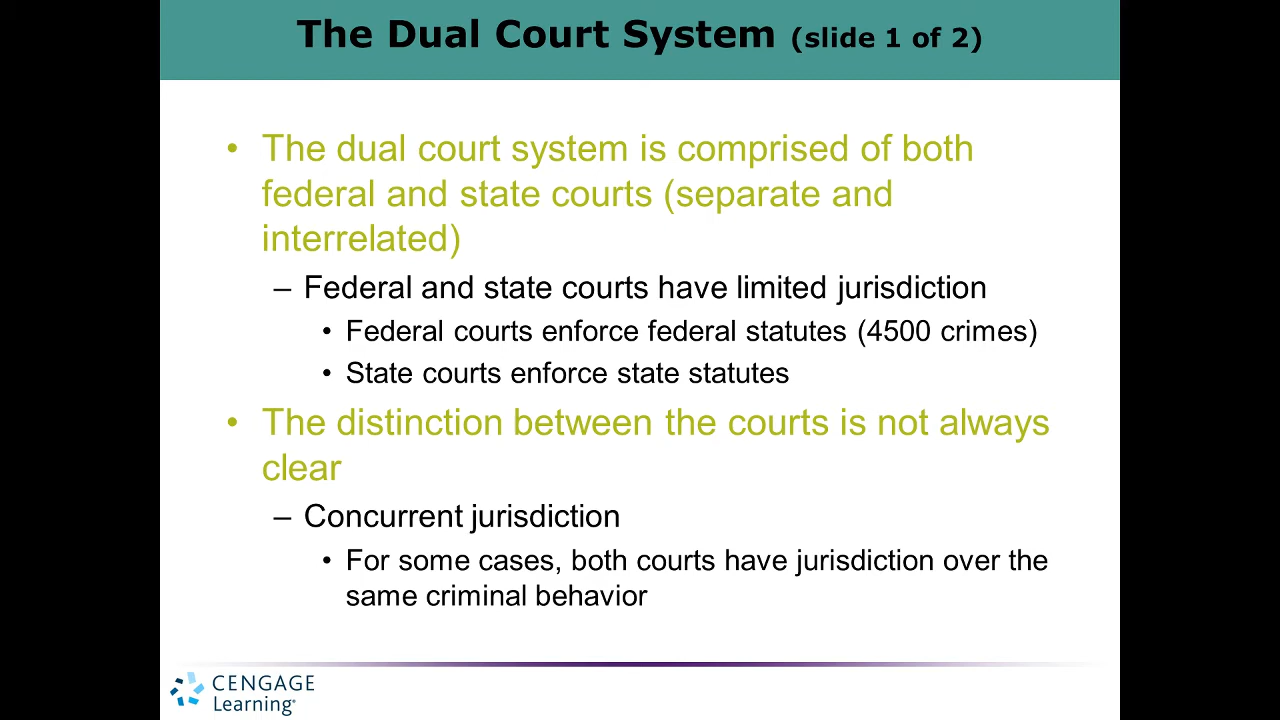 The Dual Court System (slide 1 of 2)
• The dual court system is comprised of both
federal and state courts (separate and
interrelated)
– Federal and state courts have limited jurisdiction
• Federal courts enforce federal statutes (4500 crimes)
• State courts enforce state statutes
• The distinction between the courts is not always
clear
– Concurrent jurisdiction
• For some cases, both courts have jurisdiction over the
same criminal behavior
CENGAGE
Learning®